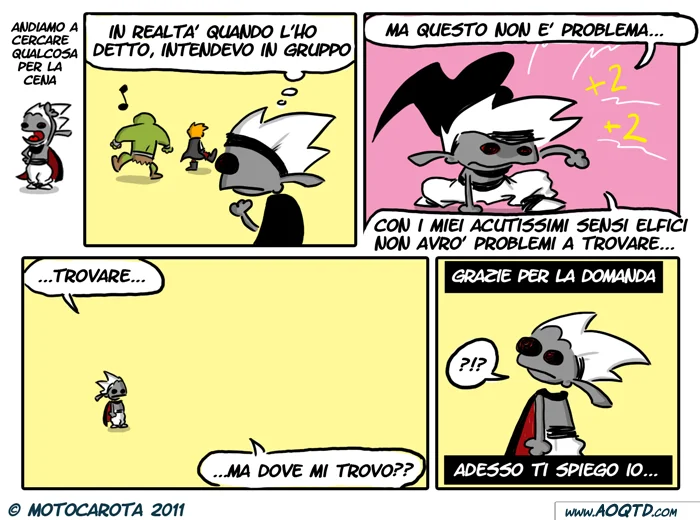 ANDIAMO A
CERCARE
QUALCOSA
PER LA
CENA
IN REALTA' QUANDO L'HO
DETTO, INTENDEVO IN GRUPPO
MA QUESTO NON E' PROBLEMA...
+2
+2
CON I MIEI ACUTISSIMI SENSI ELFICI
NON AVRO' PROBLEMI A TROVARE...
...TROVARE...
...MA DOVE MI TROVO??
GRAZIE PER LA DOMANDA
?!?
ADESSO TI SPIEGO IO...
© MOTOCAROTA 2011
WWW.AOQTD.COM